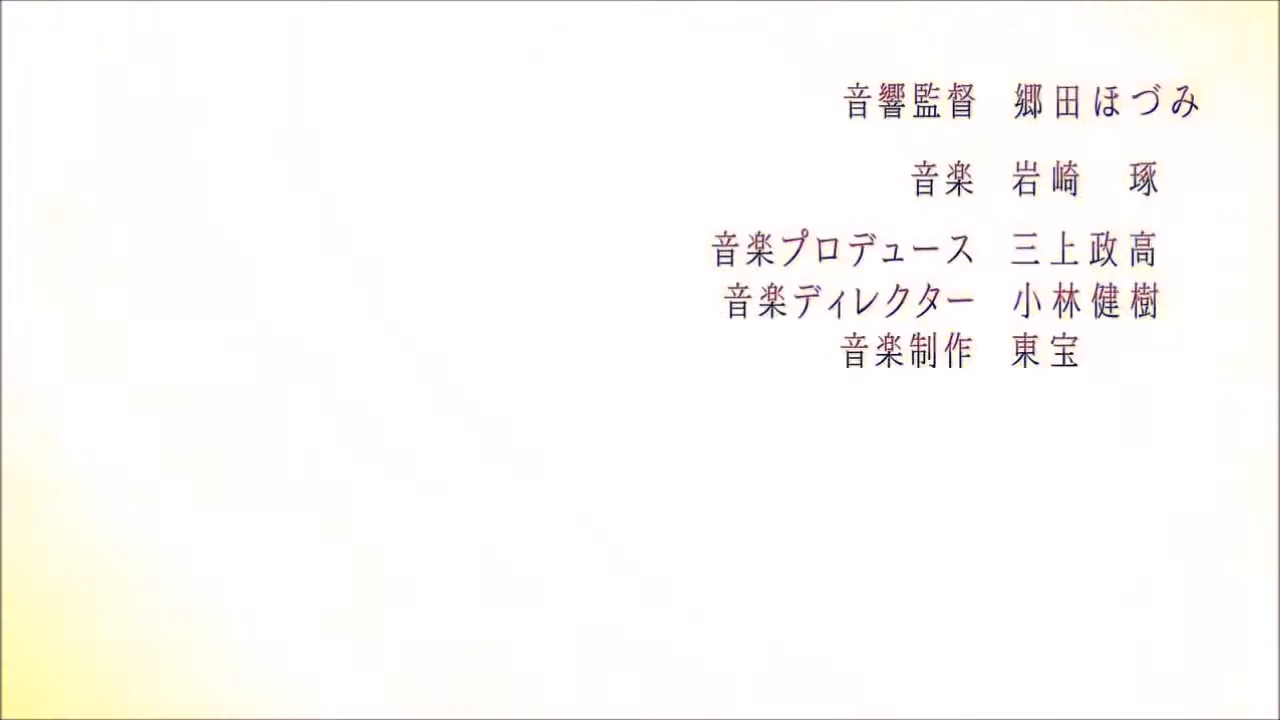 音響監督　郷田ほづみ
音楽　岩崎　琢
音楽プロデュース　三上政高
音楽ディレクター　小林健樹
音楽制作　東宝